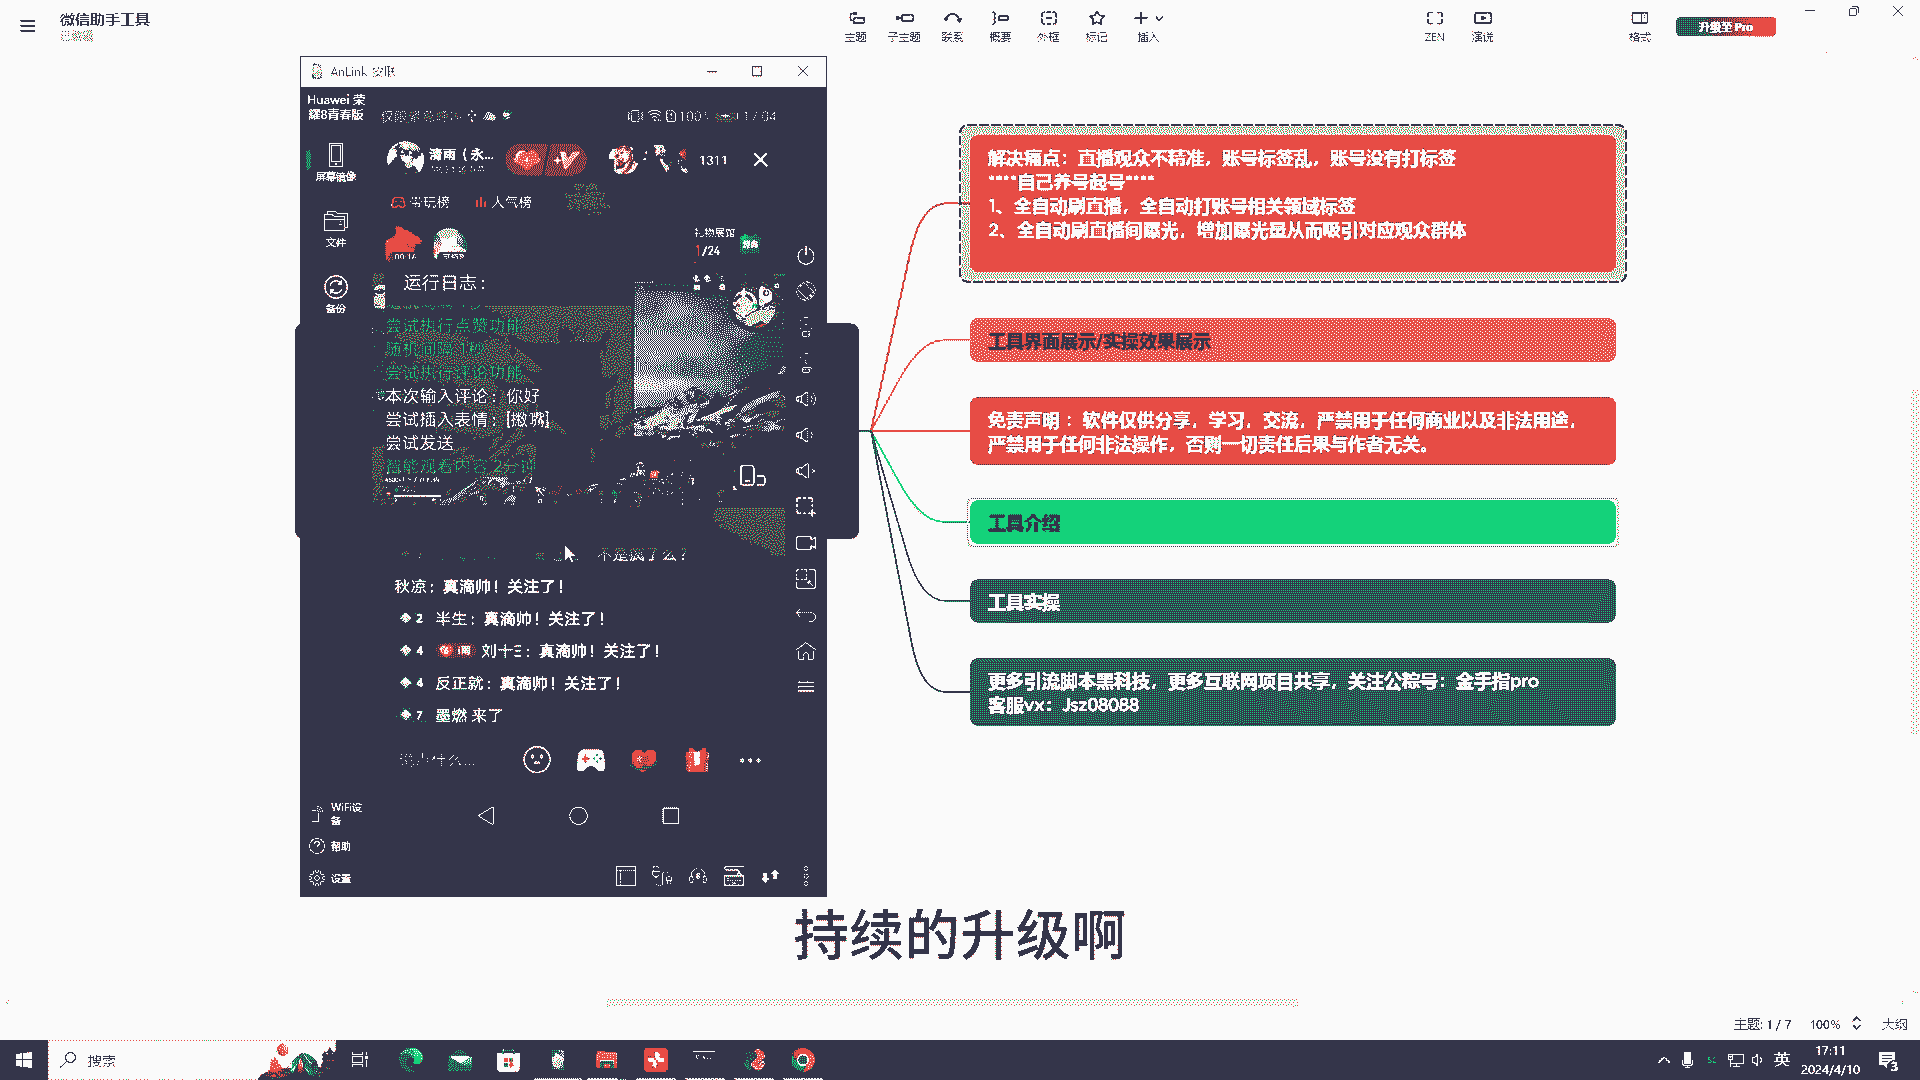 微信助手工具
已编辑
主题
子主题
联系
概要
外框
标记
插入
ZEN
演说
格式
升级至 Pro
AnLink 安联
Huawei 荣
耀8青春版
屏幕镜像
文件
备份
清雨（永...
1311
带玩榜
人气榜
礼物展馆
1/24
运行日志：
尝试执行点赞功能
随机间隔
尝试执行评论功能
本次输入评论：你好
尝试插入表情：[撒
尝试发送
智能观看内容 2分钟
不是疯了么？
秋凉：真滴帅！关注了！
2 半生：真滴帅！关注了！
4 刘十三：真滴帅！关注了！
4 反正就：真滴帅！关注了！
7 墨燃 来了
说点什么...
WiFi设
备
帮助
设置
解决痛点：直播观众不精准，账号标签乱，账号没有打标签
****自己养号起号****
1、全自动刷直播，全自动打账号相关领域标签
2、全自动刷直播间曝光，增加曝光量从而吸引对应观众群体
工具界面展示/实操效果展示
免责声明 ：软件仅供分享，学习，交流，严禁用于任何商业以及非法用途，
严禁用于任何非法操作，否则一切责任后果与作者无关。
工具介绍
工具实操
更多引流脚本黑科技，更多互联网项目共享，关注公粽号：金手指pro
客服vx：Jsz08088
持续的升级啊
主题: 1 / 7
100%
大纲
搜索
英
17:11
2024/4/10
3